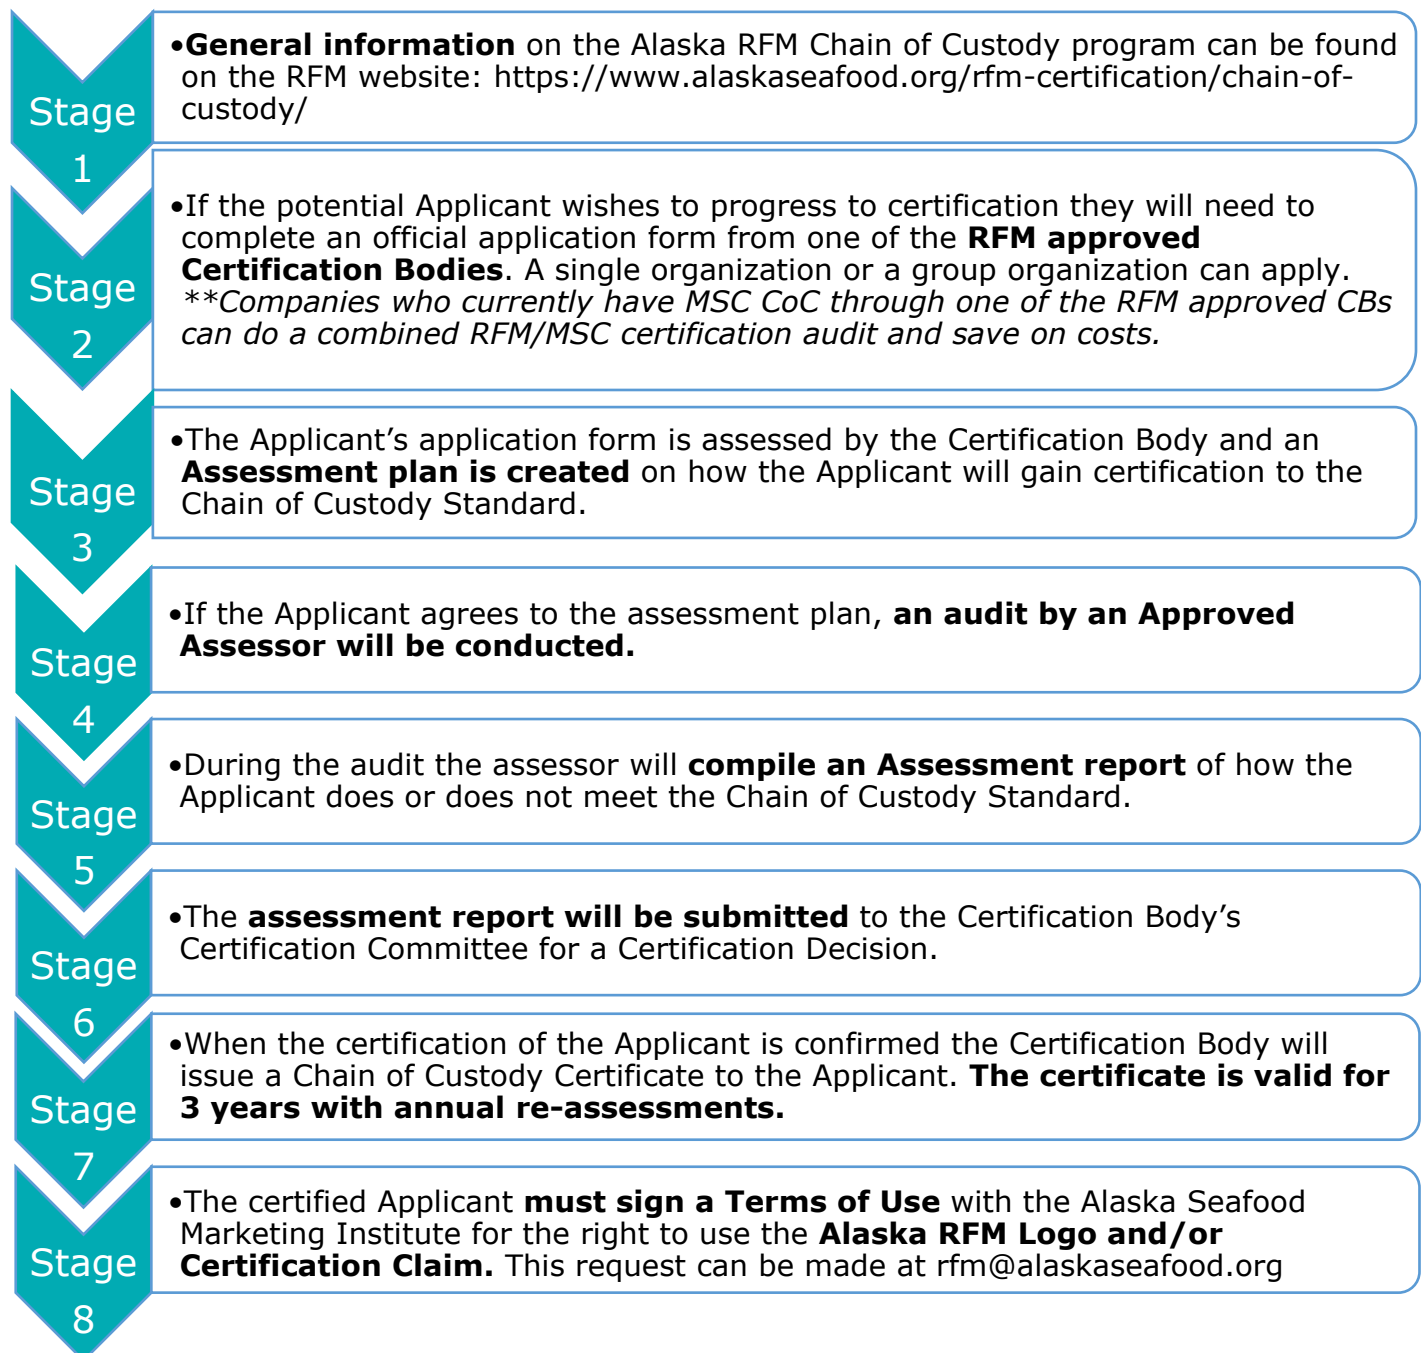 •General information on the Alaska RFM Chain of Custody program can be found
on the RFM website: https://www.alaskaseafood.org/rfm-certification/chain-of-
custody/
Stage
1
•If the potential Applicant wishes to progress to certification they will need to
complete an official application form from one of the RFM approved
Certification Bodies. A single organization or a group organization can apply.
**Companies who currently have MSC CoC through one of the RFM approved CBs
can do a combined RFM/MSC certification audit and save on costs.
Stage
2
•The Applicant’s application form is assessed by the Certification Body and an
Assessment plan is created on how the Applicant will gain certification to the
Chain of Custody Standard.
Stage
3
•If the Applicant agrees to the assessment plan, an audit by an Approved
Assessor will be conducted.
Stage
4
•During the audit the assessor will compile an Assessment report of how the
Applicant does or does not meet the Chain of Custody Standard.
Stage
5
•The assessment report will be submitted to the Certification Body’s
Certification Committee for a Certification Decision.
Stage
6
•When the certification of the Applicant is confirmed the Certification Body will
issue a Chain of Custody Certificate to the Applicant. The certificate is valid for
3 years with annual re-assessments.
Stage
7
•The certified Applicant must sign a Terms of Use with the Alaska Seafood
Marketing Institute for the right to use the Alaska RFM Logo and/or
Certification Claim. This request can be made at rfm@alaskaseafood.org
Stage
8